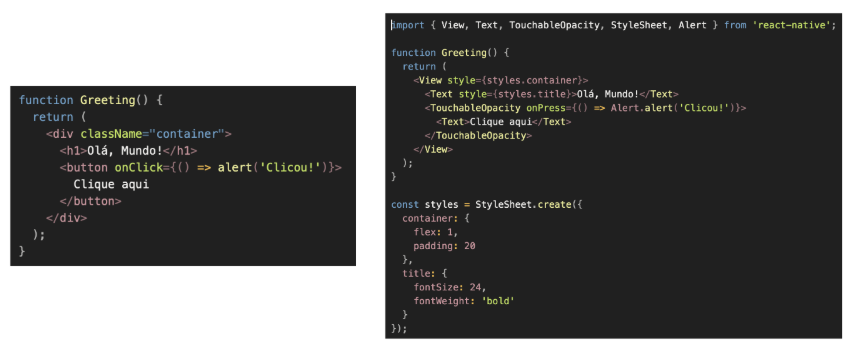 function Greeting() {
  return (
    <div className="container">
      <h1>Olá, Mundo!</h1>
      <button onClick={() => alert('Clicou!')}>
        Clique aqui
      </button>
    </div>
  );
}
import { View, Text, TouchableOpacity, StyleSheet, Alert } from 'react-native';

function Greeting() {
  return (
    <View style={styles.container}>
      <Text style={styles.title}>Olá, Mundo!</Text>
      <TouchableOpacity onPress={() => Alert.alert('Clicou!')}>
        <Text>Clique aqui</Text>
      </TouchableOpacity>
    </View>
  );
}

const styles = StyleSheet.create({
  container: {
    flex: 1,
    padding: 20
  },
  title: {
    fontSize: 24,
    fontWeight: 'bold'
  }
});